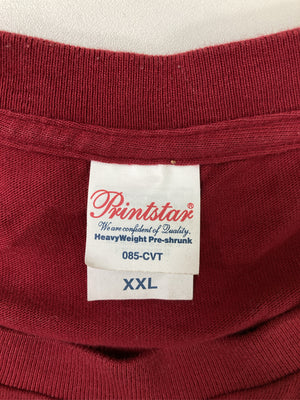 Printstar®
We are confident of Quality.
HeavyWeight Pre-shrunk
085-CVT
XXL